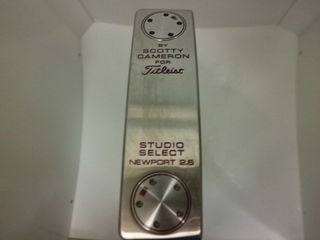 BY
SCOTTY
CAMERON
FOR
Titleist
STUDIO
SELECT
NEWPORT 2.6